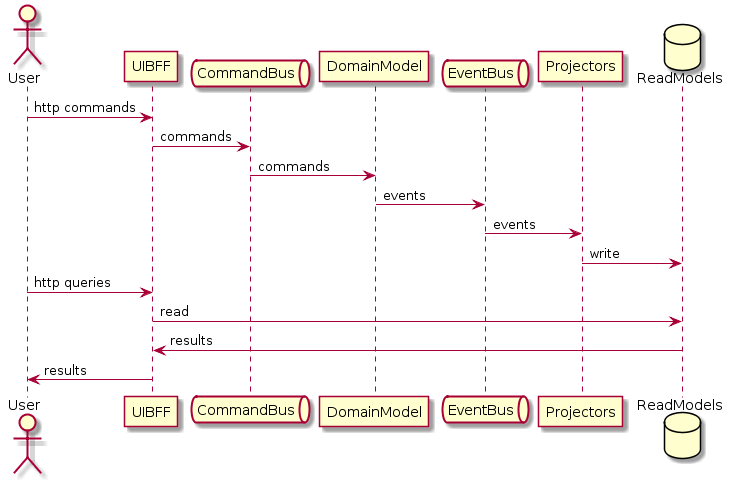 User
UIBFF
CommandBus
DomainModel
EventBus
Projectors
ReadModels
http commands
commands
commands
events
events
write
http queries
read
results
results
User
UIBFF
CommandBus
DomainModel
EventBus
Projectors
ReadModels